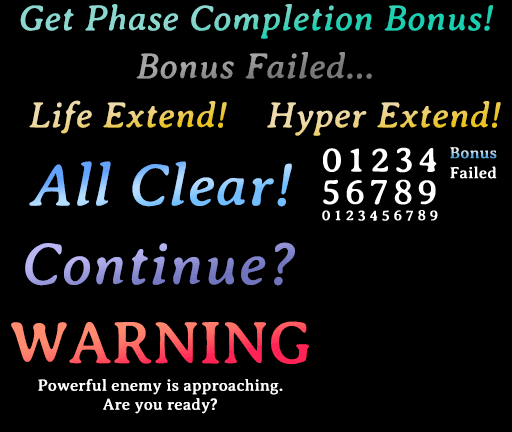 Get Phase Completion Bonus!
Bonus Failed...
Life Extend! Hyper Extend!
All Clear!
01234
56789
0123456789
Bonus
Failed
Continue?
WARNING
Powerful enemy is approaching.
Are you ready?